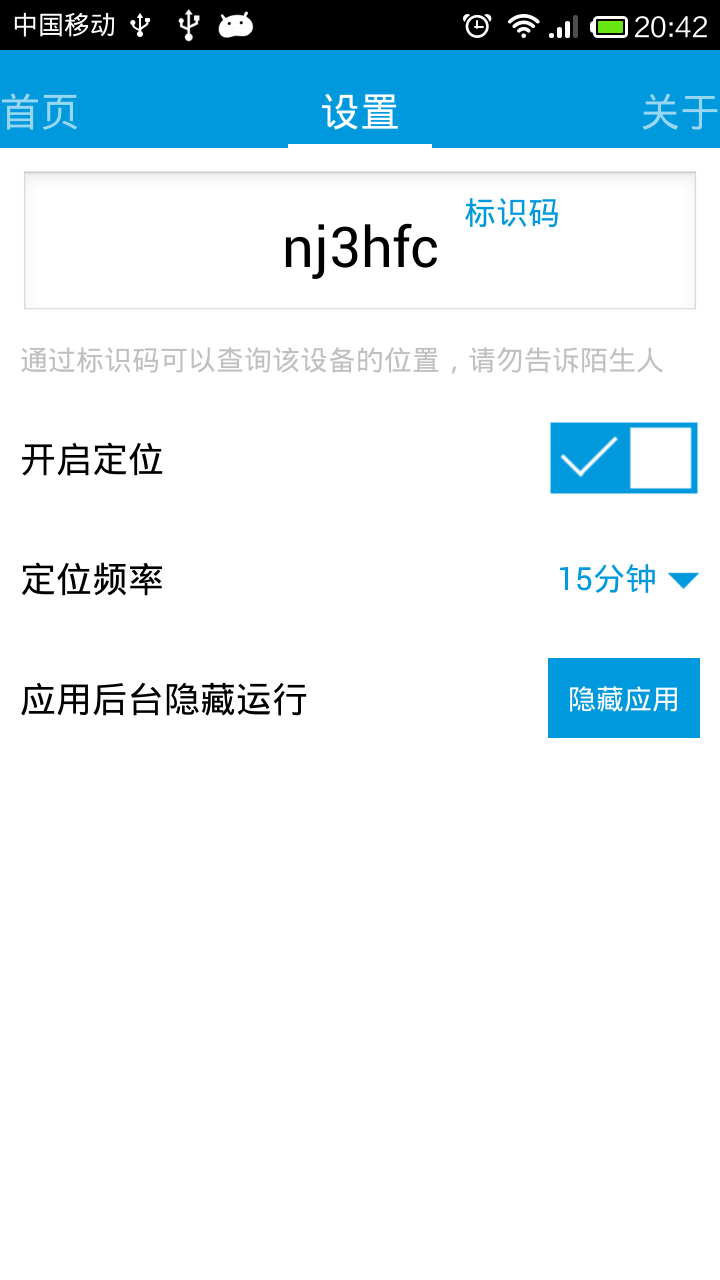 中国移动 20:42
首页 设置 关于
标识码
nj3hfc
通过标识码可以查询该设备的位置，请勿告诉陌生人
开启定位
定位频率 15分钟
应用后台隐藏运行 隐藏应用